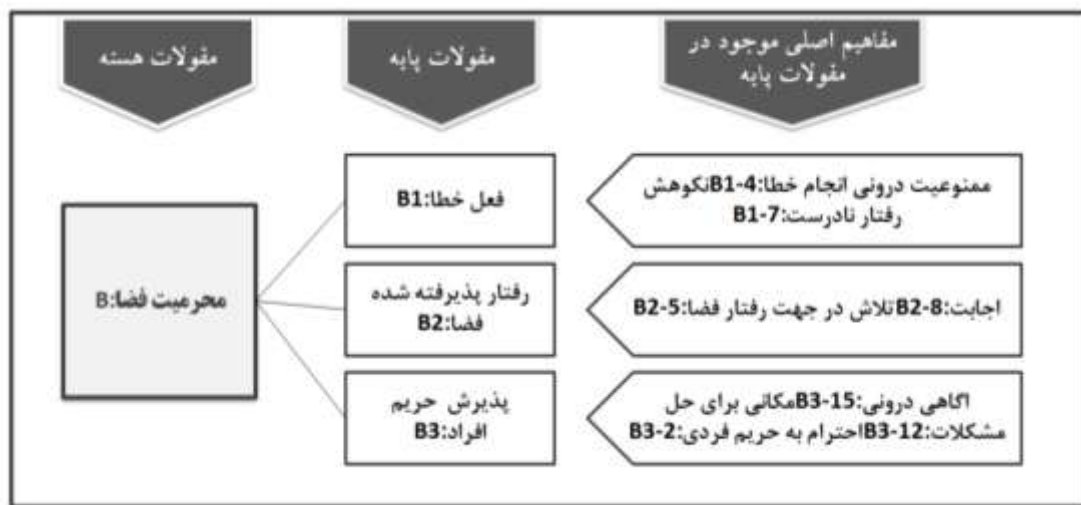 مفاهیم اصلی موجود در
مقولات پایه
مقولات پایه
مقولات هسته
ممنوعیت درونی انجام خطا:B1-4نکوهش
رفتار نادرست:B1-7
فعل خطا:B1
اجابت:B2-8تلاش در جهت رفتار فضا:B2-5
رفتار پذیرفته شده
فضا:B2
محرمیت فضا:B
اگاهی درونی:B3-15مکانی برای حل
مشکلات:B3-12احترام به حریم فردی:B3-2
پذیرش حریم
افراد:B3